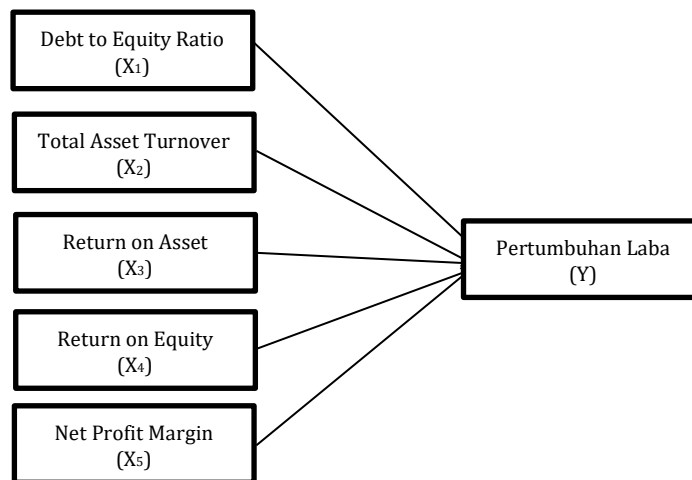 Debt to Equity Ratio
(X₁)
Total Asset Turnover
(X₂)
Return on Asset
(X₃)
Pertumbuhan Laba
(Y)
Return on Equity
(X₄)
Net Profit Margin
(X₅)